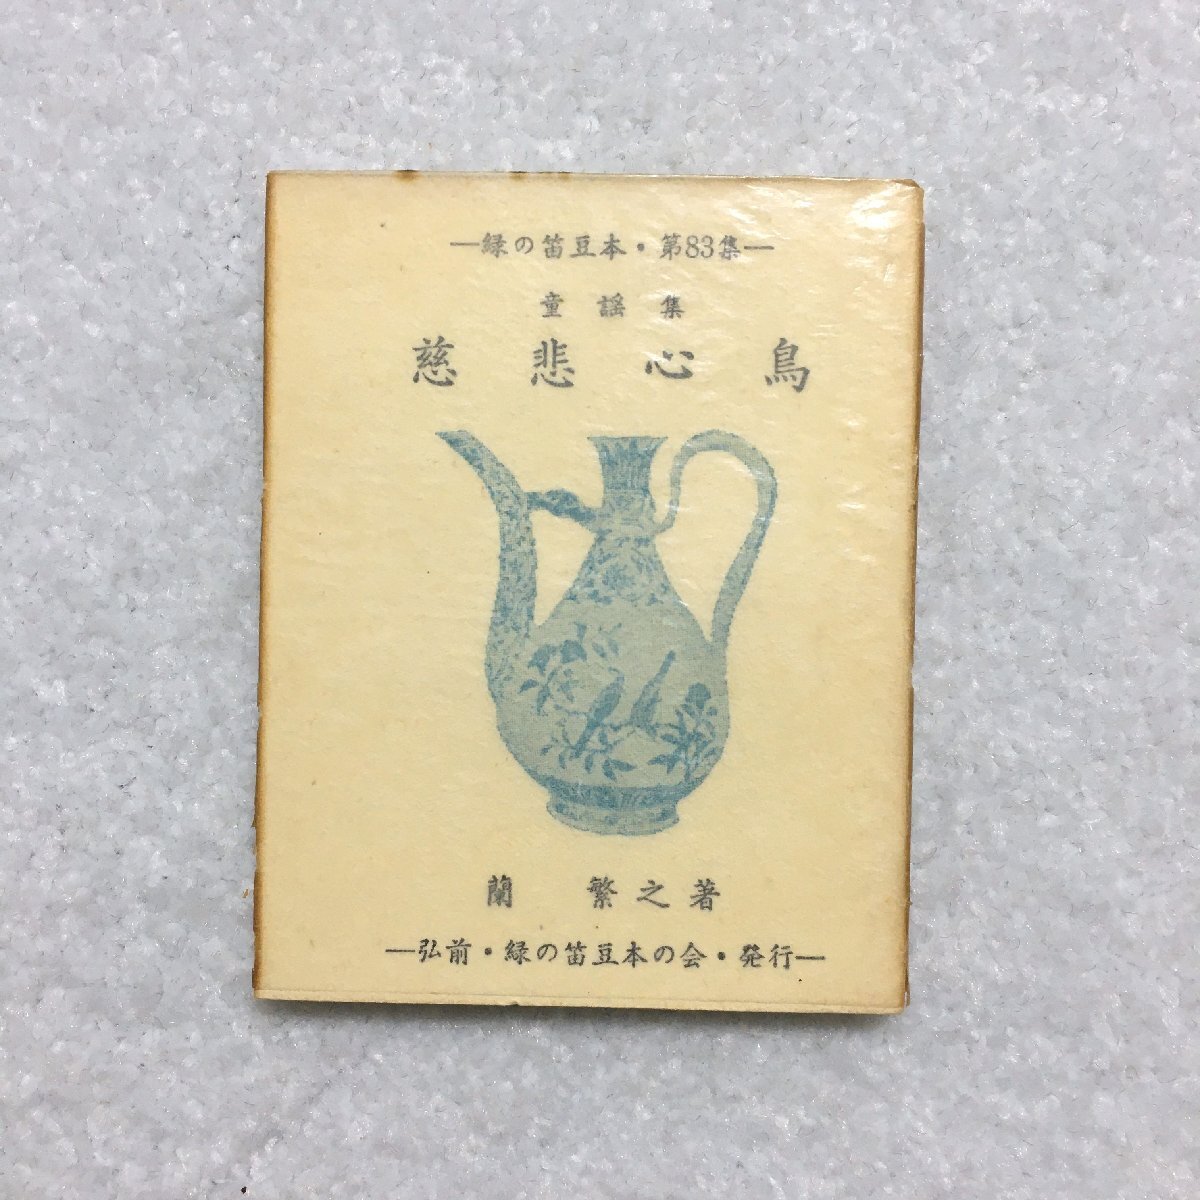 ―緑の笛豆本・第83集―
童謡集
慈悲心鳥
蘭 繁之著
―弘前・緑の笛豆本の会・発行―